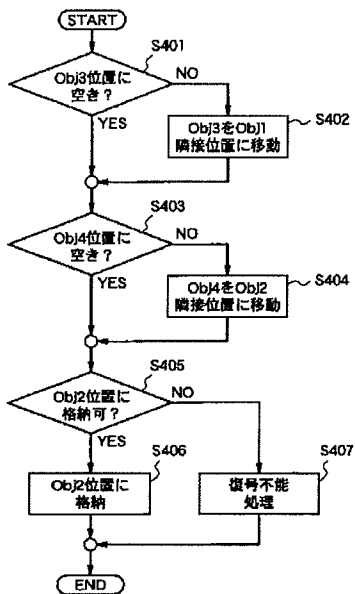 START
S401
Obj3位置に
空き?
NO
YES
S402
Obj3をObj1
隣接位置に移動
S403
Obj4位置に
空き?
NO
YES
S404
Obj4をObj2
隣接位置に移動
S405
Obj2位置に
格納可?
NO
YES
S406
Obj2位置に
格納
S407
復号不能
処理
END